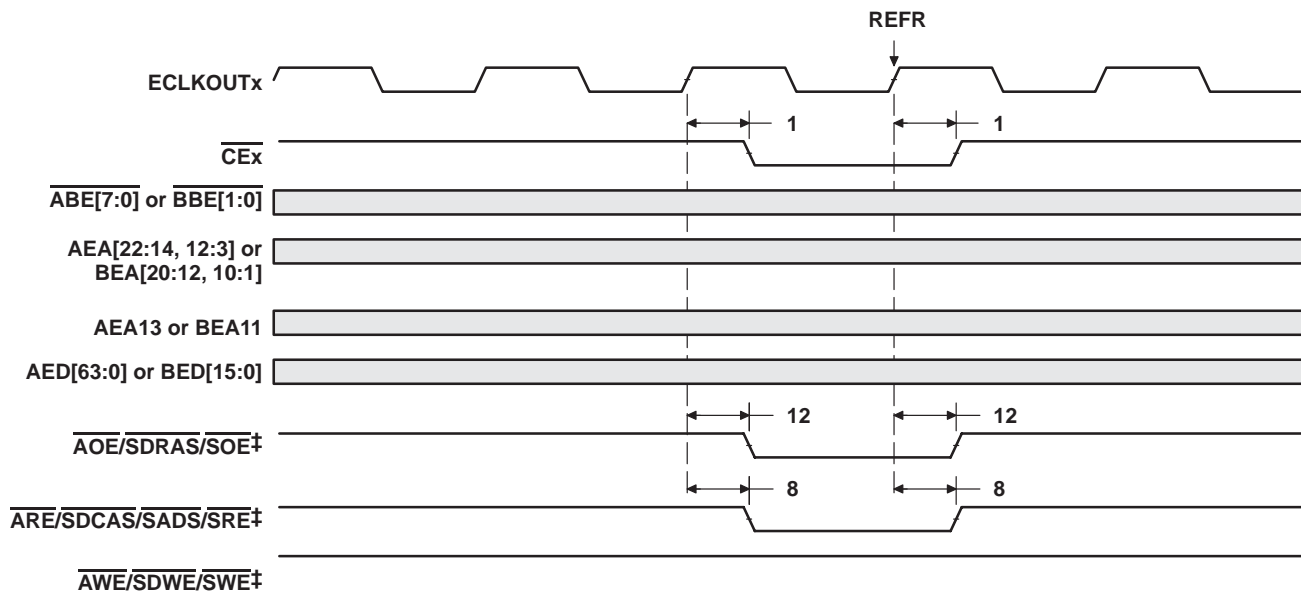 REFR
ECLKOUTx
1 1
CEx
ABE[7:0] or BBE[1:0]
AEA[22:14, 12:3] or
BEA[20:12, 10:1]
AEA13 or BEA11
AED[63:0] or BED[15:0]
12 12
AOE/SDRAS/SOE‡
8 8
ARE/SDCAS/SADS/SRE‡
AWE/SDWE/SWE‡